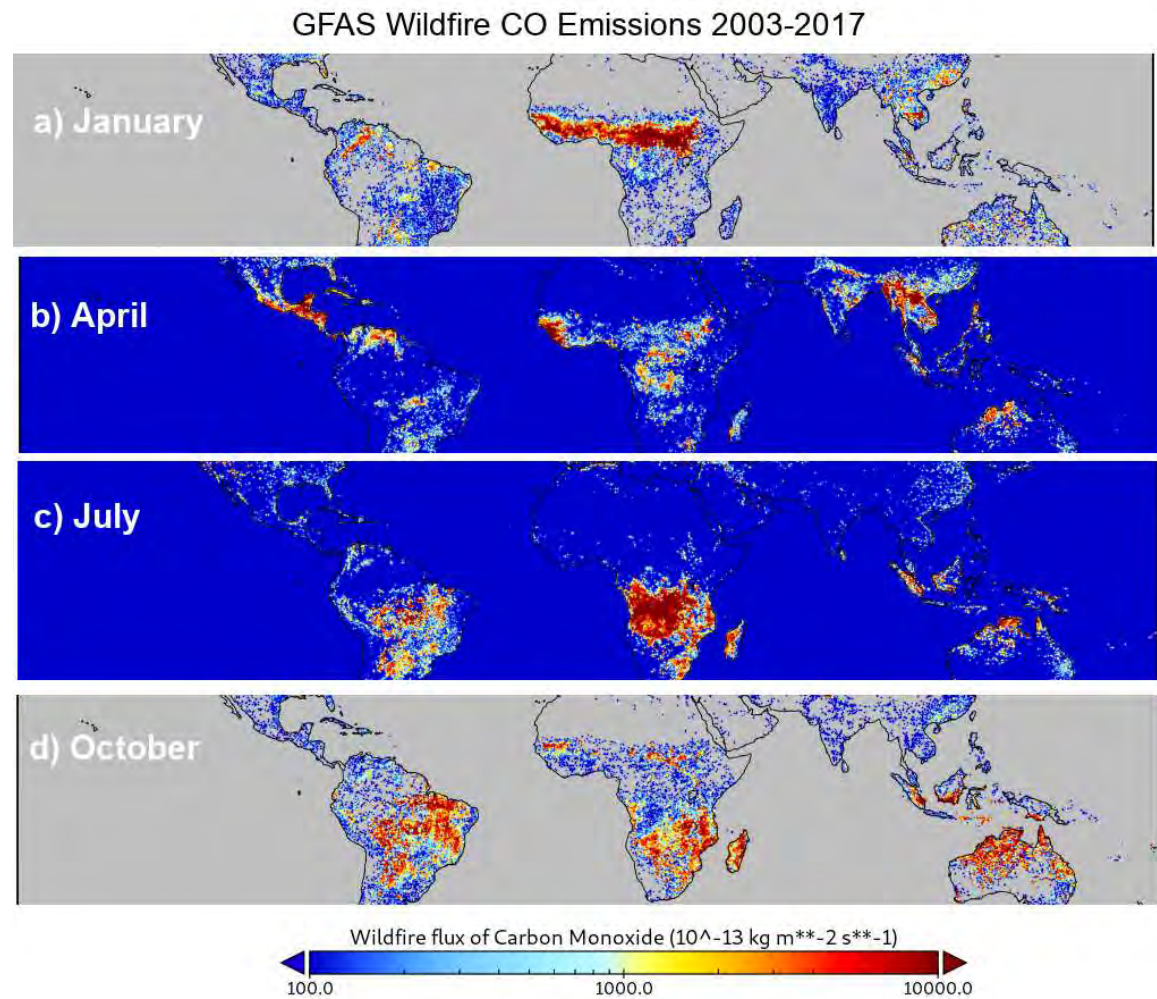 GFAS Wildfire CO Emissions 2003-2017
a) January
b) April
c) July
d) October
Wildfire flux of Carbon Monoxide (10^-13 kg m**-2 s**-1)
100.0 1000.0 10000.0